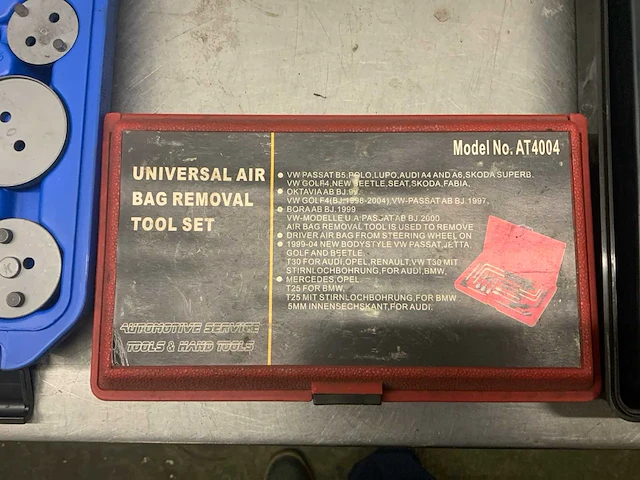 UNIVERSAL AIR
BAG REMOVAL
TOOL SET
AUTOMOTIVE SERVICE
TOOLS & HAND TOOLS
Model No. AT4004
VW PASSAT B5,POLO,LUPO,AUDI A4 AND A6,SKODA SUPERB.
VW GOLF4,NEW BEETLE,SEAT,SKODA,FABIA,
OKTAVIA AB BJ.99.
VW GOLF4(BJ.1998-2004),VW-PASSAT AB BJ.1997,
BORA AB BJ.1999
VW-MODELLE U.A-PASSAT AB BJ.2000
AIR BAG REMOVAL TOOL IS USED TO REMOVE
DRIVER AIR BAG FROM STEERING WHEEL ON
1999-04 NEW BODYSTYLE VW PASSAT,JETTA,
GOLF AND BEETLE.
T30 FOR AUDI,OPEL,RENAULT,VW T30 MIT
STIRNLOCHBOHRUNG,FOR AUDI,BMW,
MERCEDES,OPEL.
T25 FOR BMW,
T25 MIT STIRNLOCHBOHRUNG,FOR BMW
5MM INNENSECHSKANT,FOR AUDI.
K